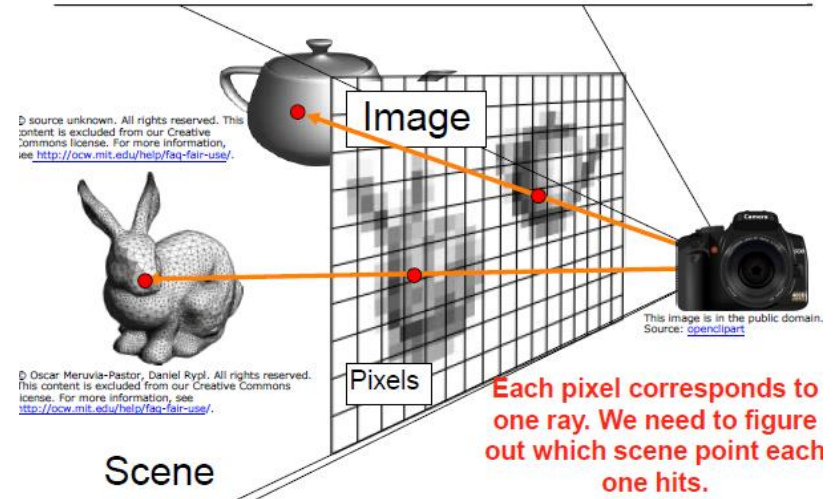 © source unknown. All rights reserved. This
content is excluded from our Creative
Commons license. For more information,
see http://ocw.mit.edu/help/faq-fair-use/.
Image
Camera
This image is in the public domain.
Source: openclipart
© Oscar Meruvia-Pastor, Daniel Rypl. All rights reserved.
This content is excluded from our Creative Commons
license. For more information, see
http://ocw.mit.edu/help/faq-fair-use/.
Pixels
Each pixel corresponds to
one ray. We need to figure
out which scene point each
one hits.
Scene